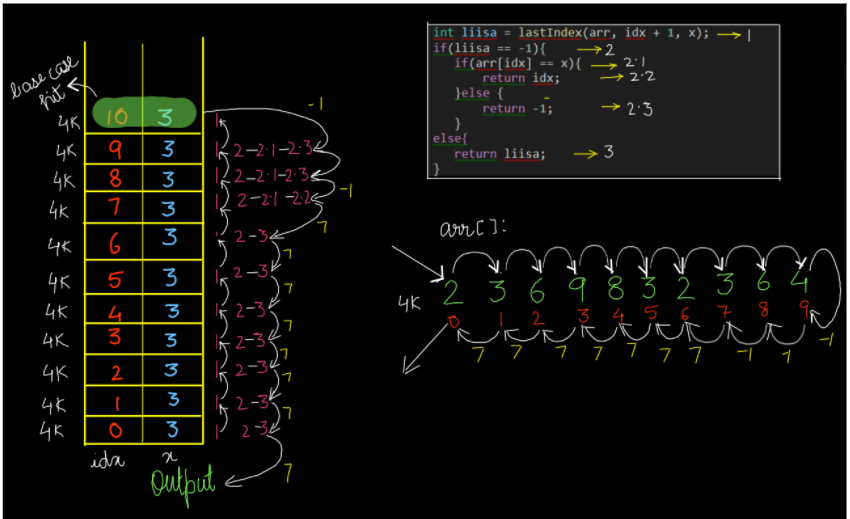 int liisa = lastIndex(arr, idx + 1, x); → 1
if(liisa == -1){ → 2
if(arr[idx] == x){ → 2.1
return idx; → 2.2
}else {
return -1; → 2.3
}
else{
return liisa; → 3
}
base case
hit
-1
4K 10 3 1
4K 9 3 1 2-2.1-2.3
4K 8 3 1 2-2.1-2.3
-1
4K 7 3 1 2-2.1-2.2
7
4K 6 3 1 2-3
7
4K 5 3 1 2-3
7
4K 4 3 1 2-3
7
4K 3 3 1 2-3
7
4K 2 3 1 2-3
7
4K 1 3 1 2-3
7
4K 0 3 1 2-3
idx x
7
Output
arr[]:
2 3 6 9 8 3 2 3 6 4
4K
0 1 2 3 4 5 6 7 8 9
7 7 7 7 7 7 7 -1 -1 -1